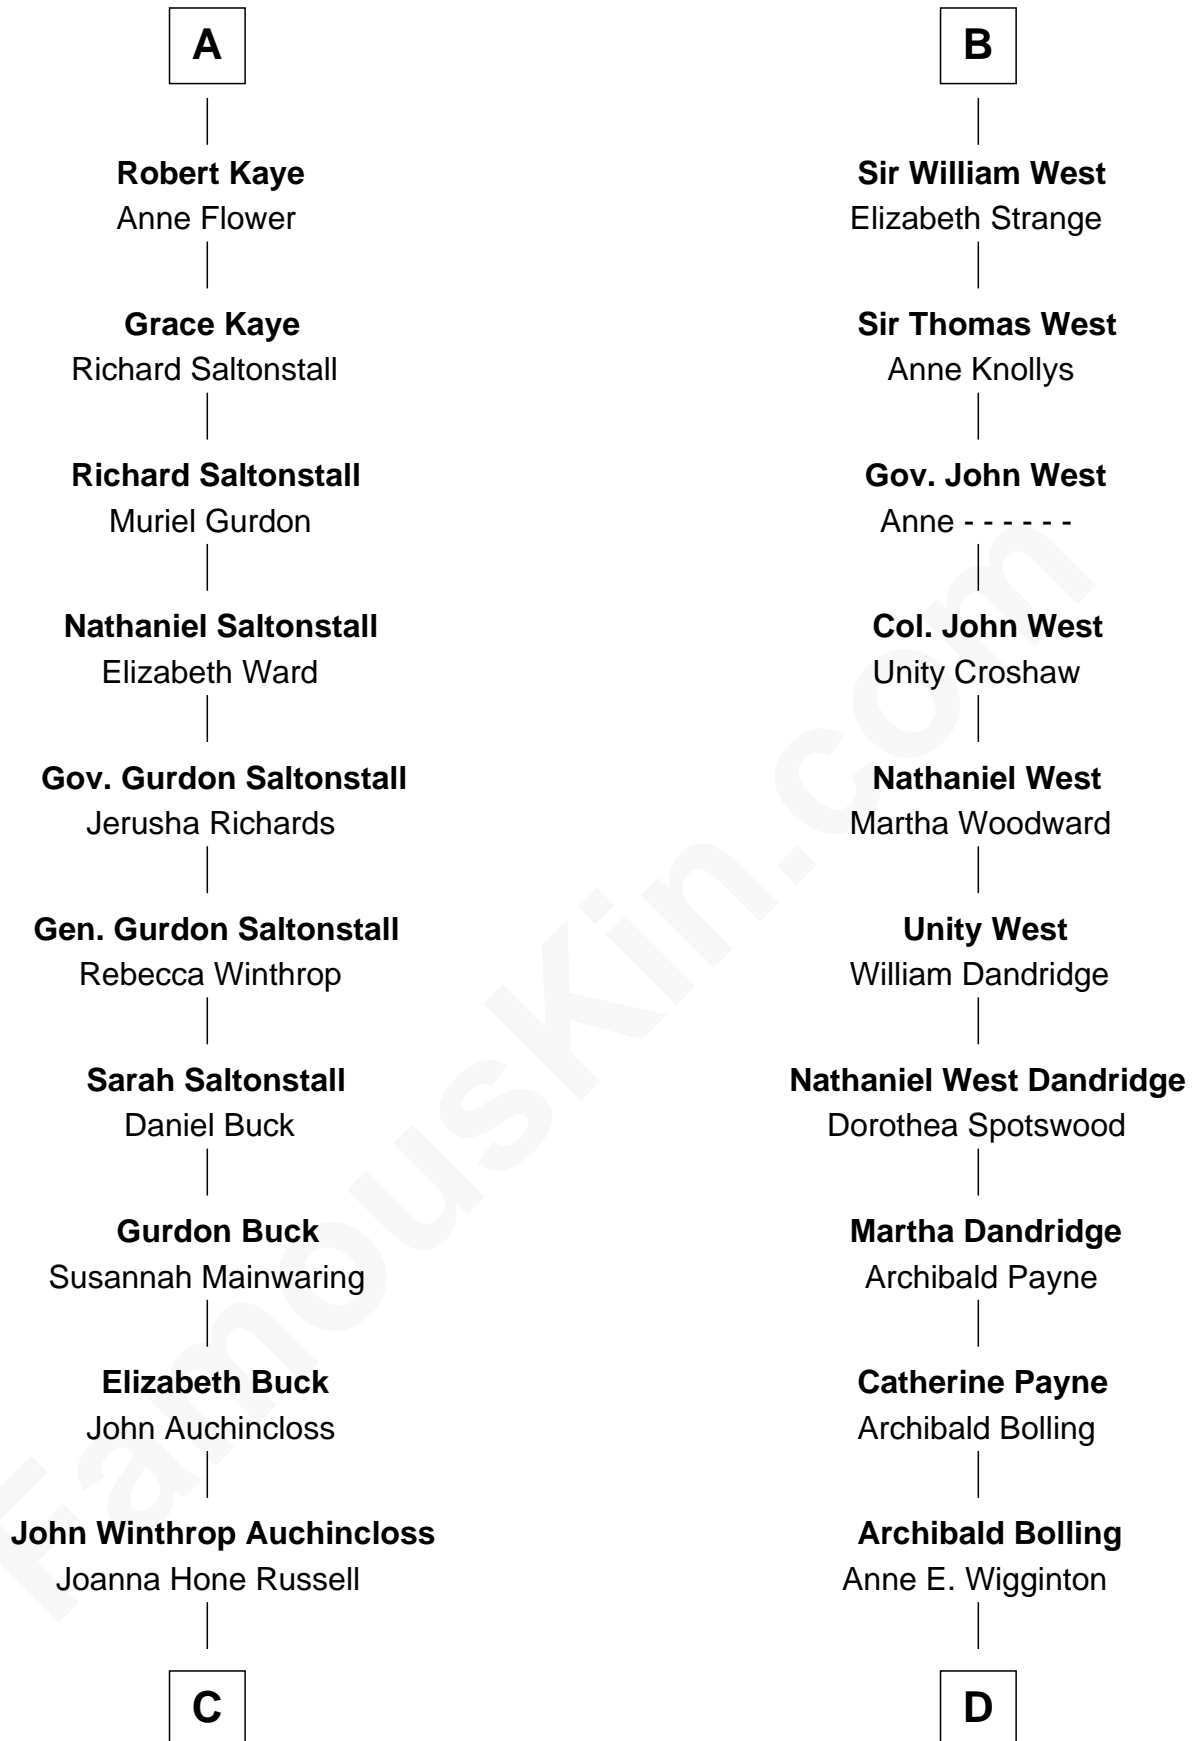 A
Robert Kaye
Anne Flower
Grace Kaye
Richard Saltonstall
Richard Saltonstall
Muriel Gurdon
Nathaniel Saltonstall
Elizabeth Ward
Gov. Gurdon Saltonstall
Jerusha Richards
Gen. Gurdon Saltonstall
Rebecca Winthrop
Sarah Saltonstall
Daniel Buck
Gurdon Buck
Susannah Mainwaring
Elizabeth Buck
John Auchincloss
John Winthrop Auchincloss
Joanna Hone Russell
C
B
Sir William West
Elizabeth Strange
Sir Thomas West
Anne Knollys
Gov. John West
Anne - - - - - -
Col. John West
Unity Croshaw
Nathaniel West
Martha Woodward
Unity West
William Dandridge
Nathaniel West Dandridge
Dorothea Spotswood
Martha Dandridge
Archibald Payne
Catherine Payne
Archibald Bolling
Archibald Bolling
Anne E. Wigginton
D
FamousKin.com